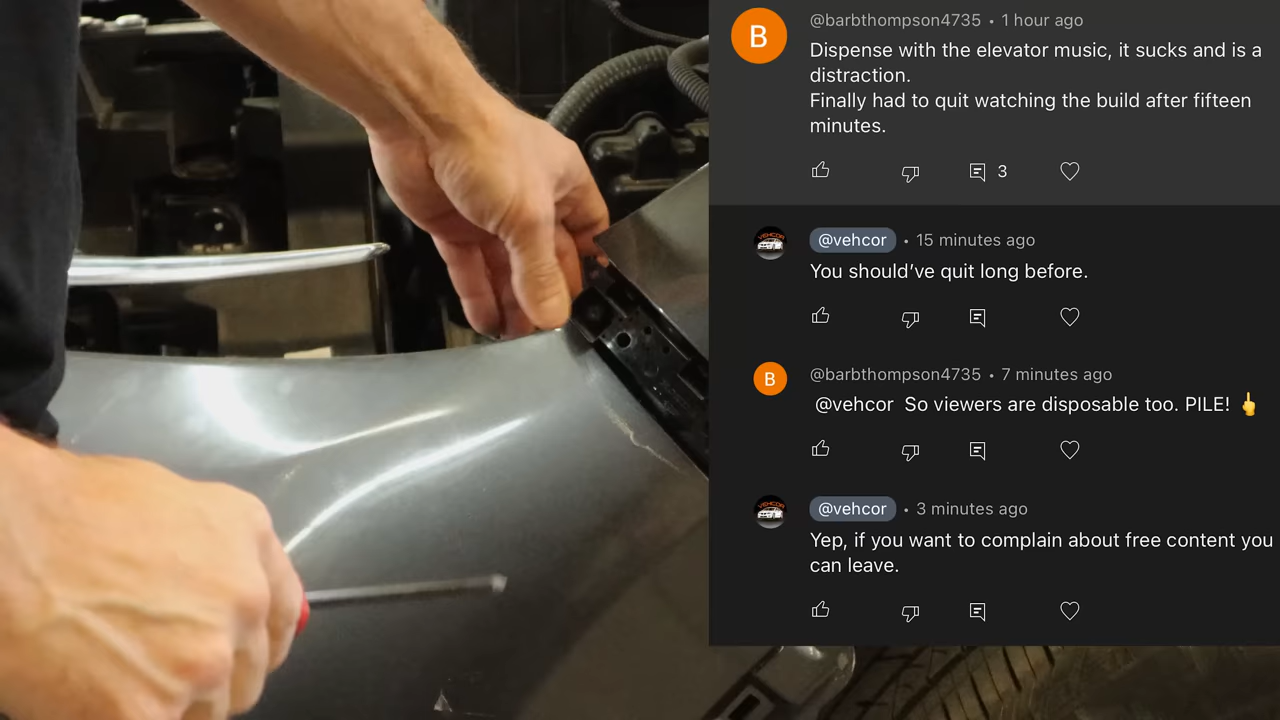 B
@barbthompson4735 • 1 hour ago
Dispense with the elevator music, it sucks and is a
distraction.
Finally had to quit watching the build after fifteen
minutes.
3
@vehcor • 15 minutes ago
You should’ve quit long before.
B
@barbthompson4735 • 7 minutes ago
@vehcor So viewers are disposable too. PILE! 🖕
@vehcor • 3 minutes ago
Yep, if you want to complain about free content you
can leave.